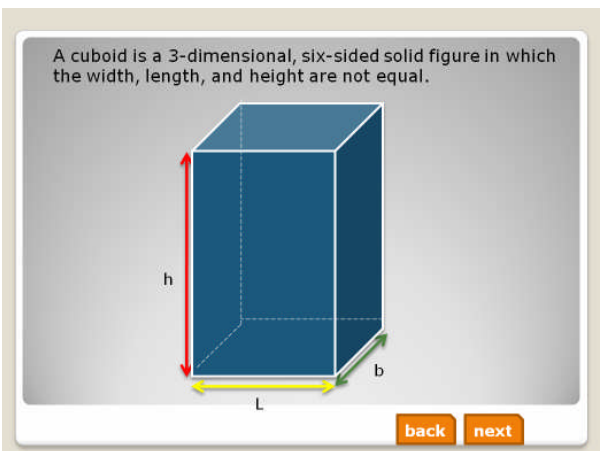 A cuboid is a 3-dimensional, six-sided solid figure in which
the width, length, and height are not equal.
h
b
L
back
next